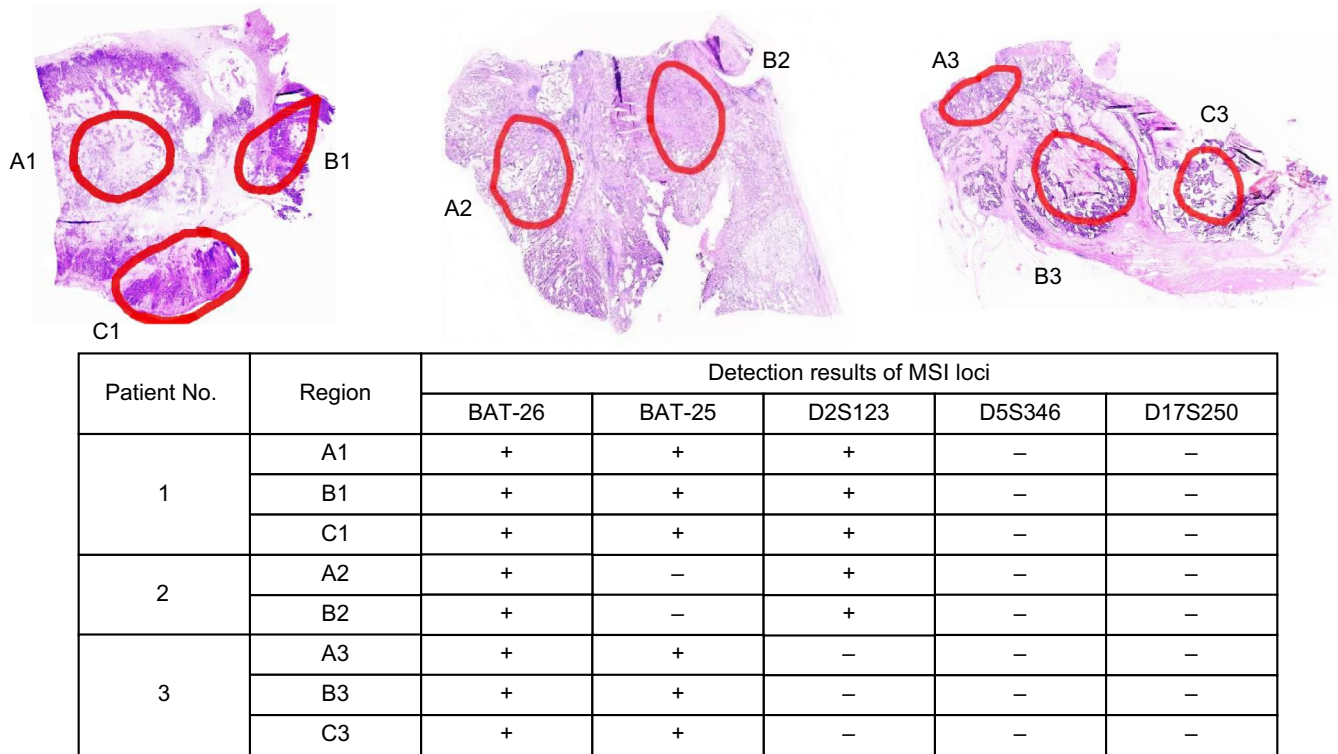 B2
A3
C3
A1
B1
A2
B3
C1
Patient No. Region Detection results of MSI loci
BAT-26 BAT-25 D2S123 D5S346 D17S250
1 A1 + + + – –
B1 + + + – –
C1 + + + – –
2 A2 + – + – –
B2 + – + – –
3 A3 + + – – –
B3 + + – – –
C3 + + – – –